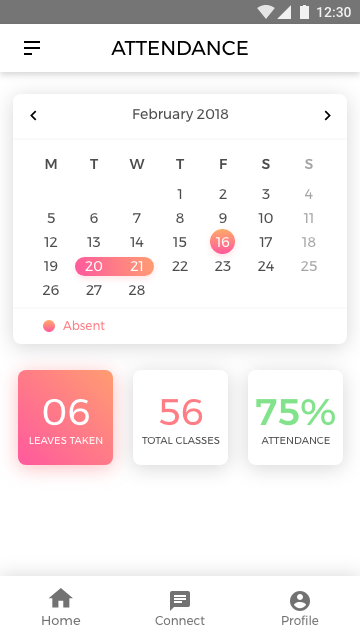 12:30
ATTENDANCE
February 2018
M T W T F S S
1 2 3 4
5 6 7 8 9 10 11
12 13 14 15 16 17 18
19 20 21 22 23 24 25
26 27 28
Absent
06 56 75%
LEAVES TAKEN TOTAL CLASSES ATTENDANCE
Home Connect Profile